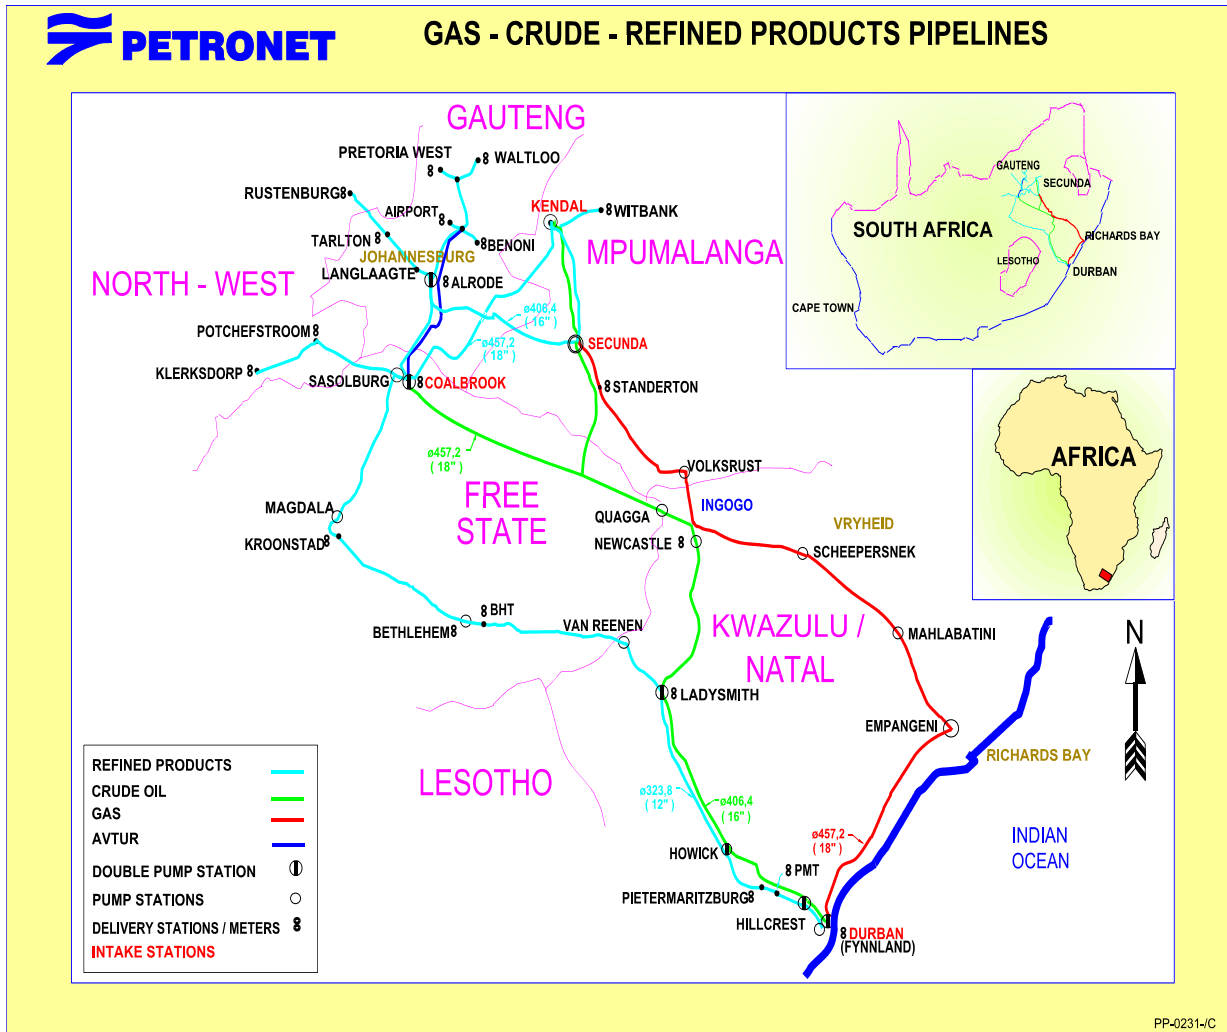 PETRONET
GAS - CRUDE - REFINED PRODUCTS PIPELINES
GAUTENG
PRETORIA WEST
WALTLOO
RUSTENBURG
AIRPORT
KENDAL
WITBANK
TARLTON
BENONI
MPUMALANGA
JOHANNESBURG
LANGLAAGTE
ALRODE
NORTH - WEST
ø406,4
( 16" )
POTCHEFSTROOM
ø457,2
( 18" )
SECUNDA
KLERKSDORP
SASOLBURG
COALBROOK
STANDERTON
ø457,2
( 18" )
VOLKSRUST
FREE
STATE
MAGDALA
QUAGGA
INGOGO
VRYHEID
KROONSTAD
NEWCASTLE
SCHEEPERSNEK
BHT
BETHLEHEM
VAN REENEN
KWAZULU /
NATAL
MAHLABATINI
LADYSMITH
EMPANGENI
RICHARDS BAY
LESOTHO
ø323,8
( 12" )
ø406,4
( 16" )
ø457,2
( 18" )
INDIAN
OCEAN
HOWICK
PMT
PIETERMARITZBURG
HILLCREST
DURBAN
(FYNNLAND)
GAUTENG
SECUNDA
SOUTH AFRICA
RICHARDS BAY
LESOTHO
DURBAN
CAPE TOWN
AFRICA
N
REFINED PRODUCTS
CRUDE OIL
GAS
AVTUR
DOUBLE PUMP STATION
PUMP STATIONS
DELIVERY STATIONS / METERS
INTAKE STATIONS
PP-0231-/C